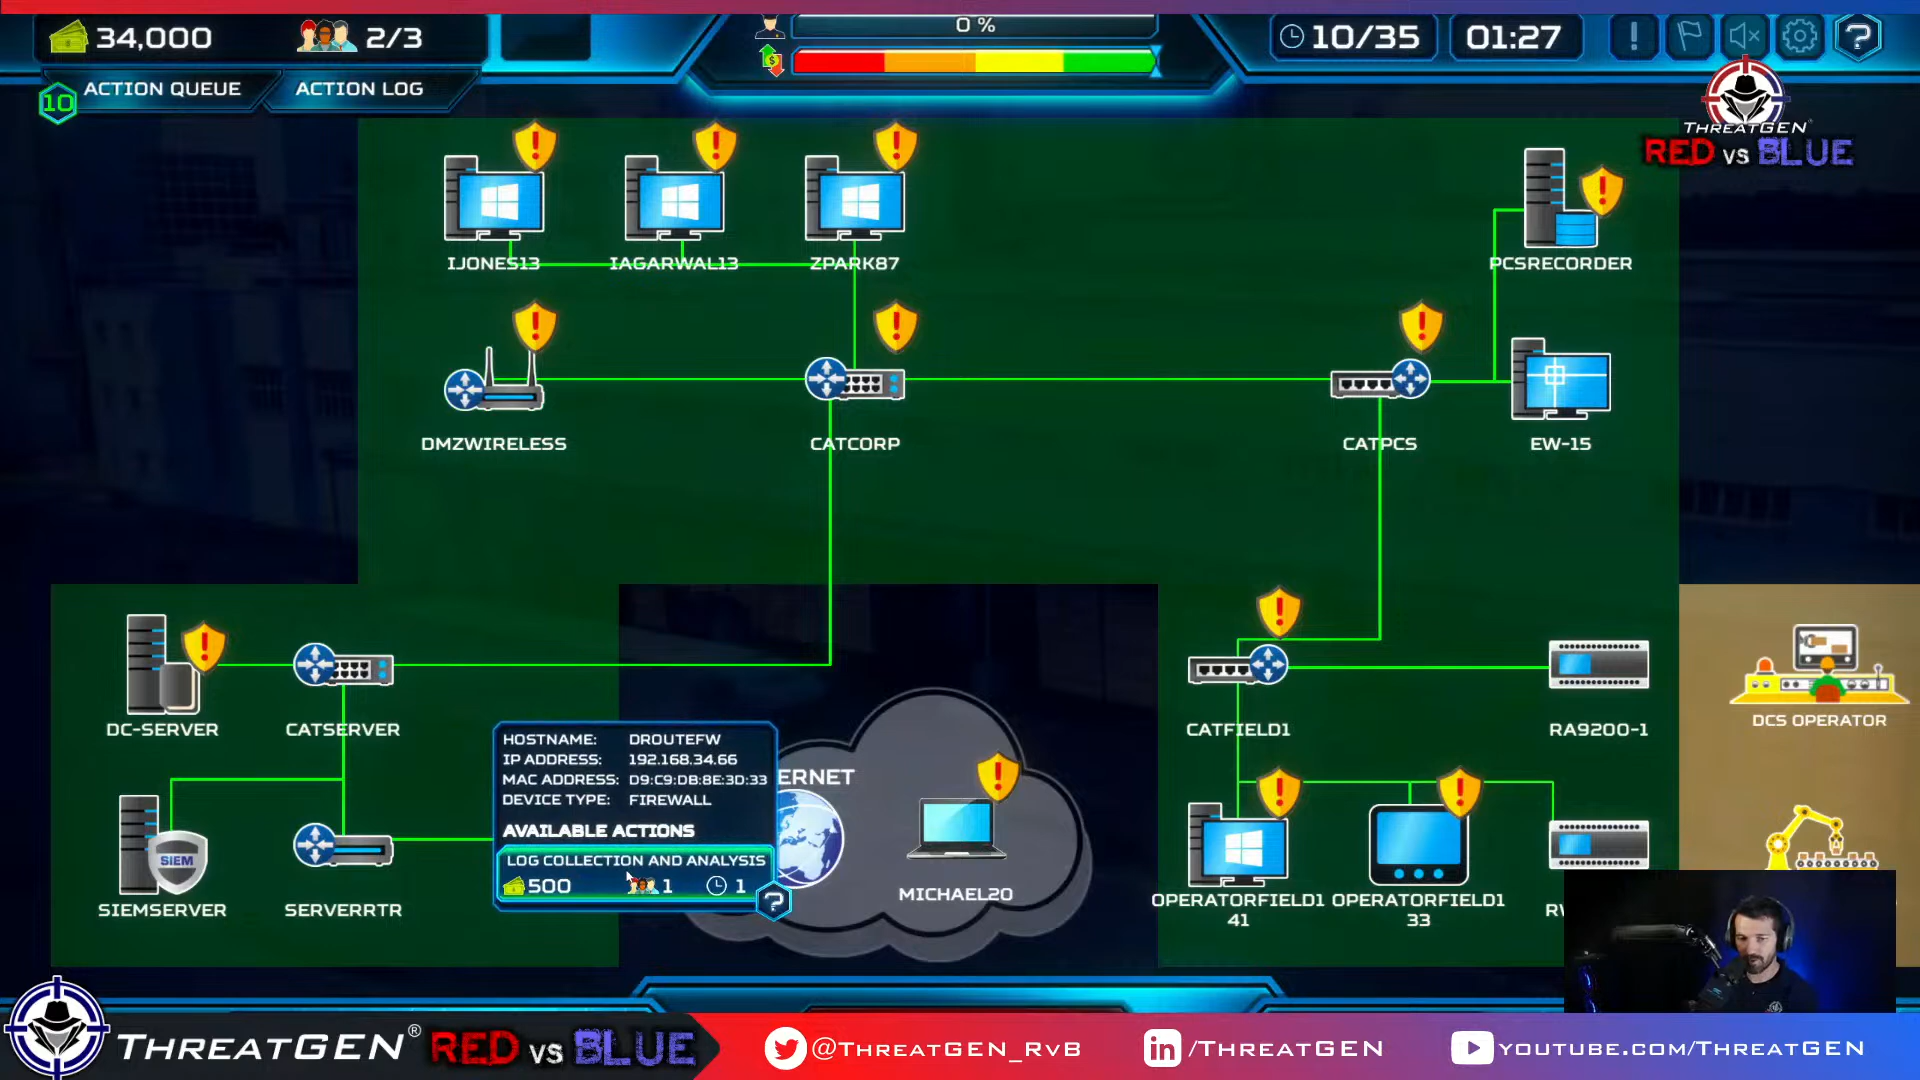 34,000
2/3
0 %
10/35
01:27
10
ACTION QUEUE
ACTION LOG
THREATGEN®
RED VS BLUE
IJONES13
IAGARWAL13
ZPARK87
PCSRECORDER
DMZWIRELESS
CATCORP
CATPCS
EW-15
DC-SERVER
CATSERVER
CATFIELD1
RA9200-1
DCS OPERATOR
HOSTNAME: DROUTEFW
IP ADDRESS: 192.168.34.66
MAC ADDRESS: D9:C9:DB:8E:3D:33
DEVICE TYPE: FIREWALL
AVAILABLE ACTIONS
LOG COLLECTION AND ANALYSIS
500 1 1
?
ERNET
SIEM
SIEMSERVER
SERVERRTR
MICHAEL20
OPERATORFIELD1
41
OPERATORFIELD1
33
THREATGEN® RED VS BLUE
@THREATGEN_RVB
in /THREATGEN
YOUTUBE.COM/THREATGEN